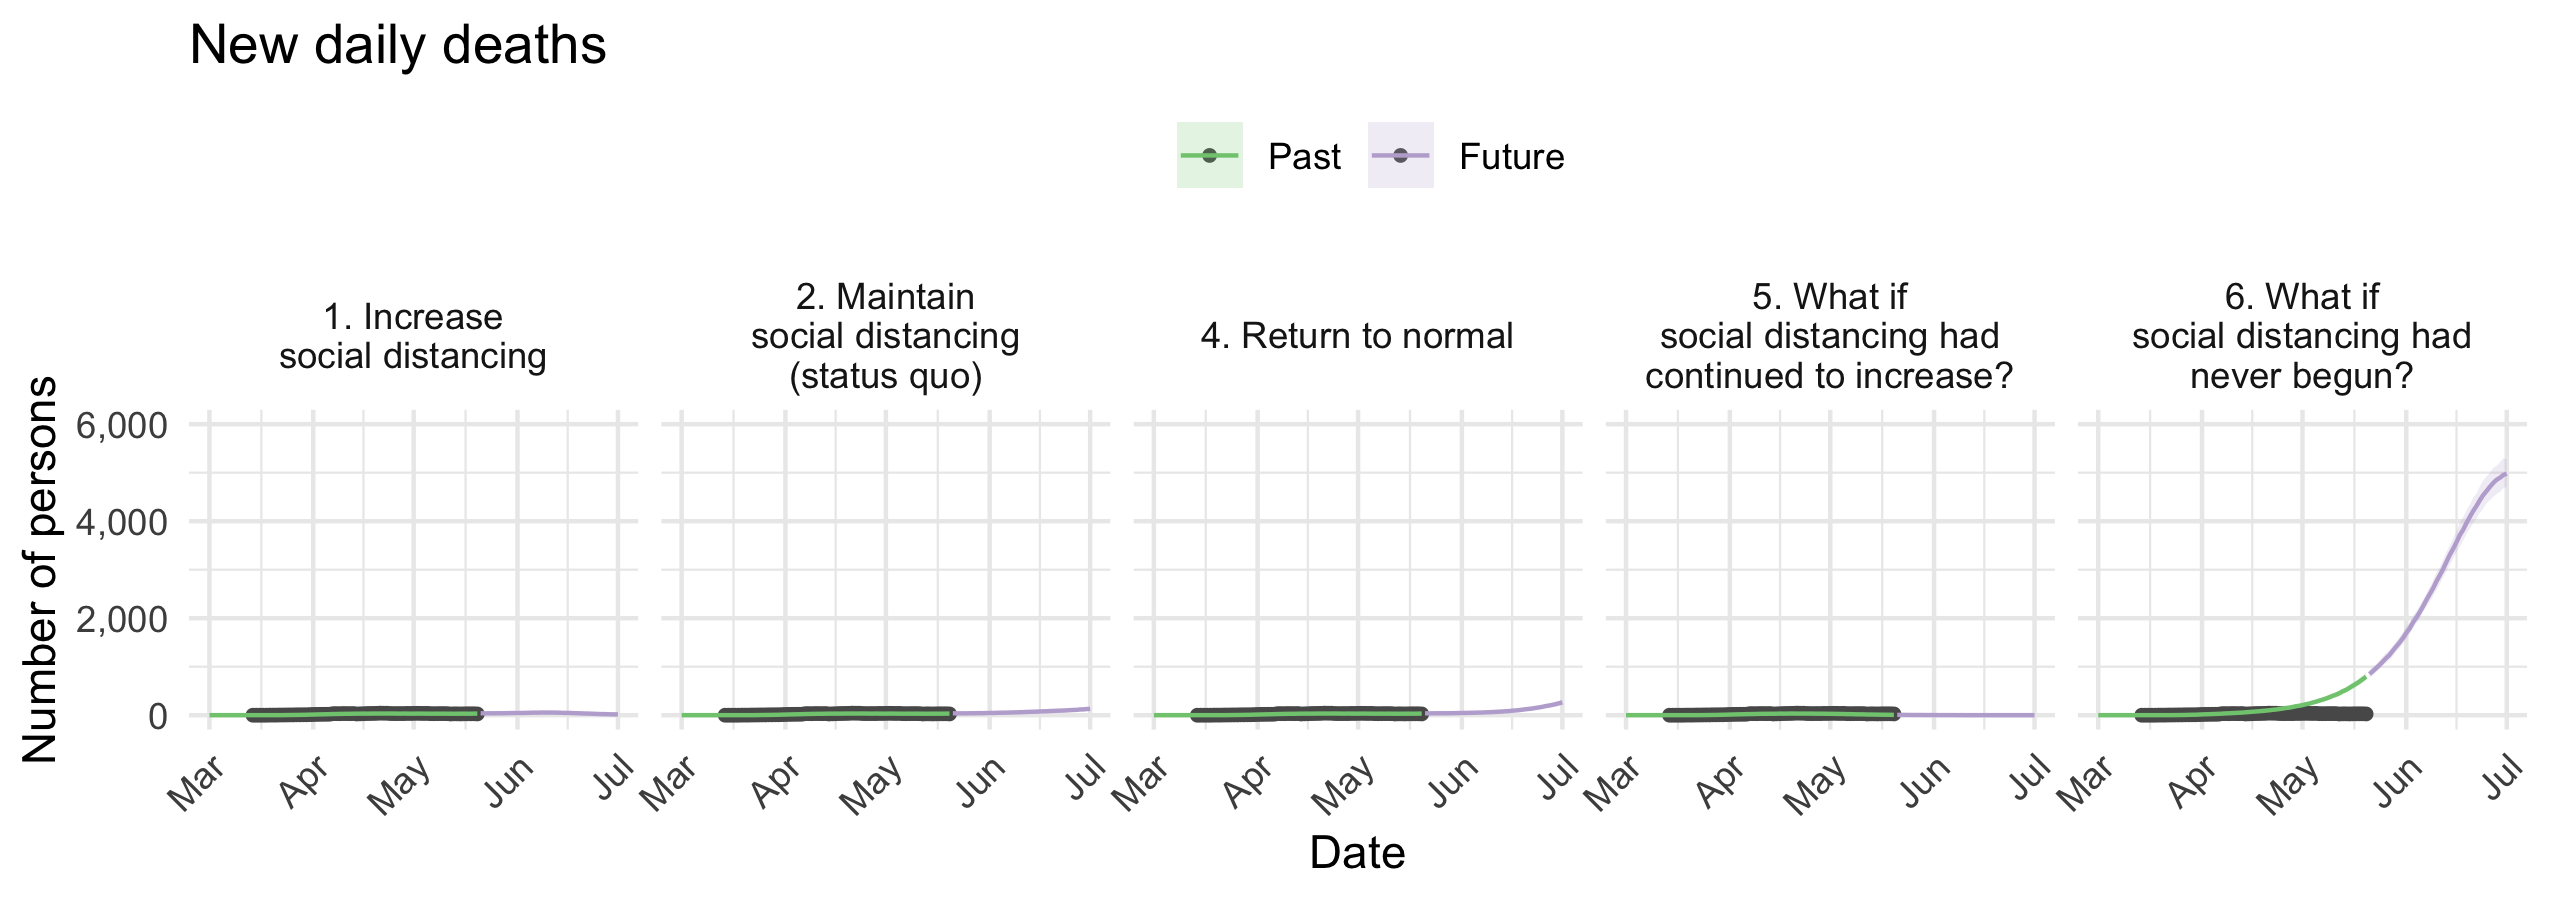 New daily deaths
Past
Future
1. Increase
social distancing
2. Maintain
social distancing
(status quo)
4. Return to normal
5. What if
social distancing had
continued to increase?
6. What if
social distancing had
never begun?
Number of persons
6,000
4,000
2,000
0
Mar Apr May Jun Jul
Mar Apr May Jun Jul
Mar Apr May Jun Jul
Mar Apr May Jun Jul
Mar Apr May Jun Jul
Date